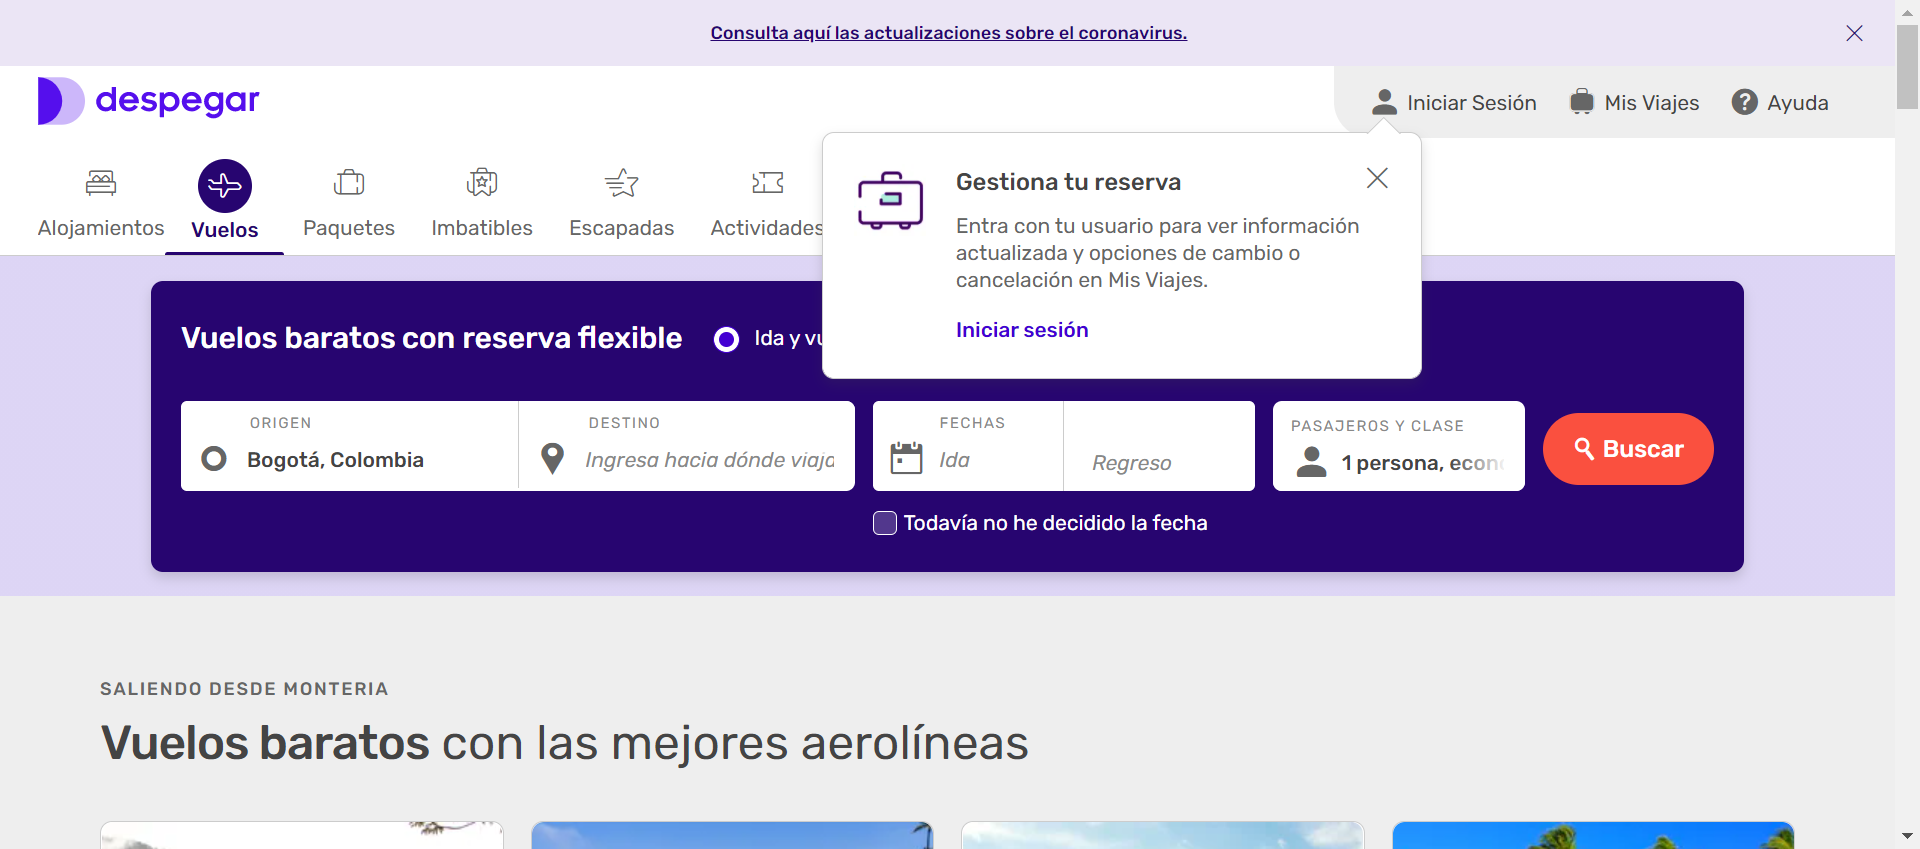 Consulta aquí las actualizaciones sobre el coronavirus.
despegar
Iniciar Sesión
Mis Viajes
Ayuda
Alojamientos
Vuelos
Paquetes
Imbatibles
Escapadas
Actividades
Gestiona tu reserva
Entra con tu usuario para ver información
actualizada y opciones de cambio o
cancelación en Mis Viajes.
Iniciar sesión
Vuelos baratos con reserva flexible
Ida y vu
ORIGEN
Bogotá, Colombia
DESTINO
Ingresa hacia dónde viaja
FECHAS
Ida
Regreso
PASAJEROS Y CLASE
1 persona, econo
Buscar
Todavía no he decidido la fecha
SALIENDO DESDE MONTERIA
Vuelos baratos con las mejores aerolíneas